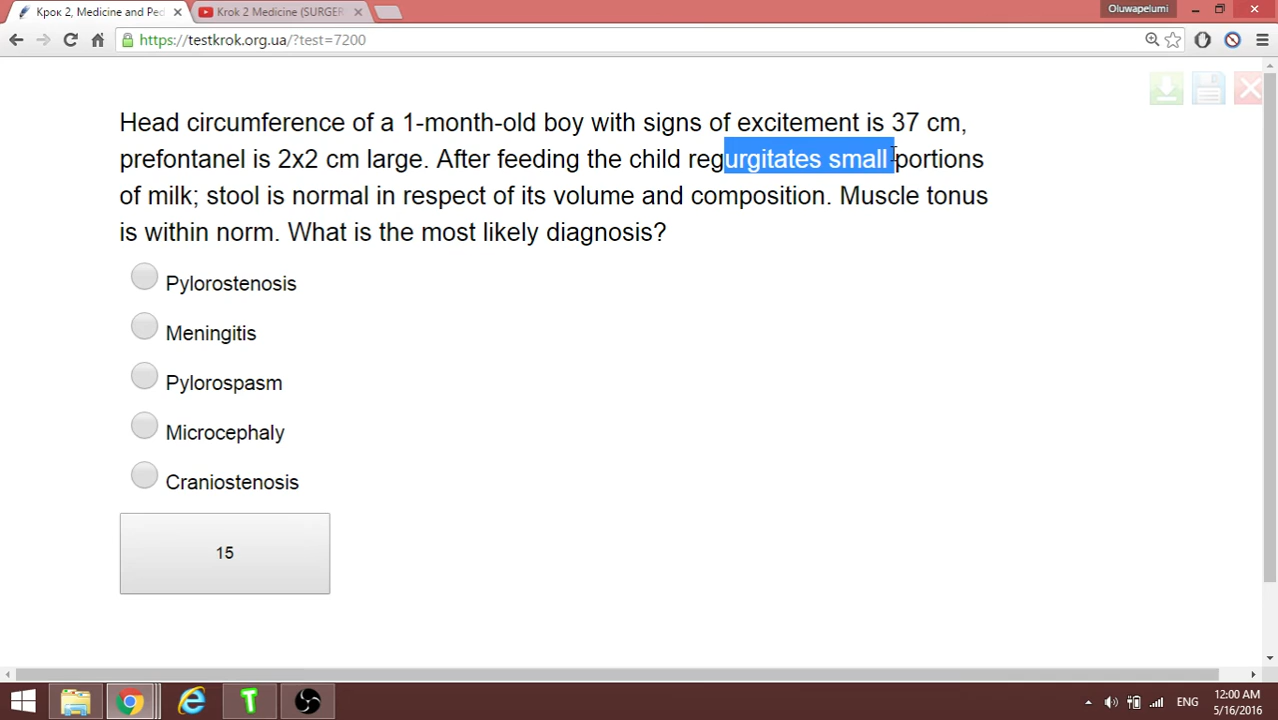 Крок 2, Medicine and Pec
Krok 2 Medicine (SURGER
Oluwapelumi
https://testkrok.org.ua/?test=7200
Head circumference of a 1-month-old boy with signs of excitement is 37 cm,
prefontanel is 2x2 cm large. After feeding the child regurgitates small portions
of milk; stool is normal in respect of its volume and composition. Muscle tonus
is within norm. What is the most likely diagnosis?
Pylorostenosis
Meningitis
Pylorospasm
Microcephaly
Craniostenosis
15
T
ENG
12:00 AM
5/16/2016